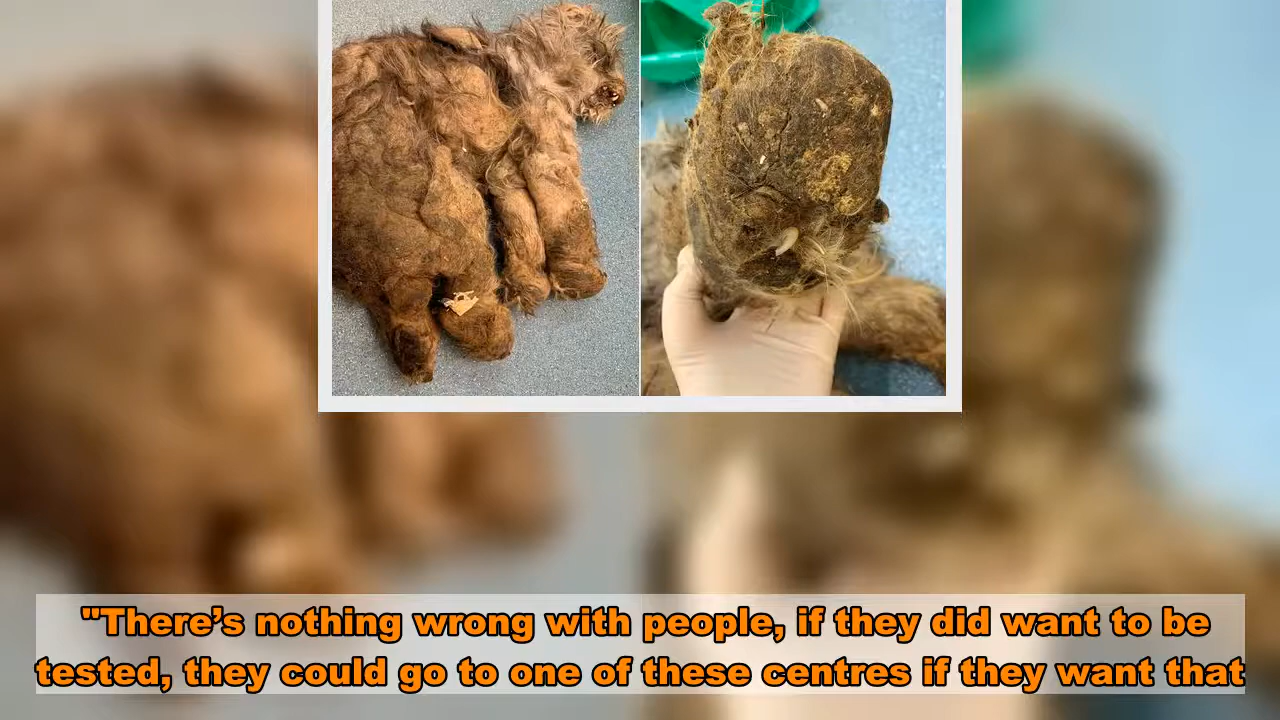 "There’s nothing wrong with people, if they did want to be
tested, they could go to one of these centres if they want that